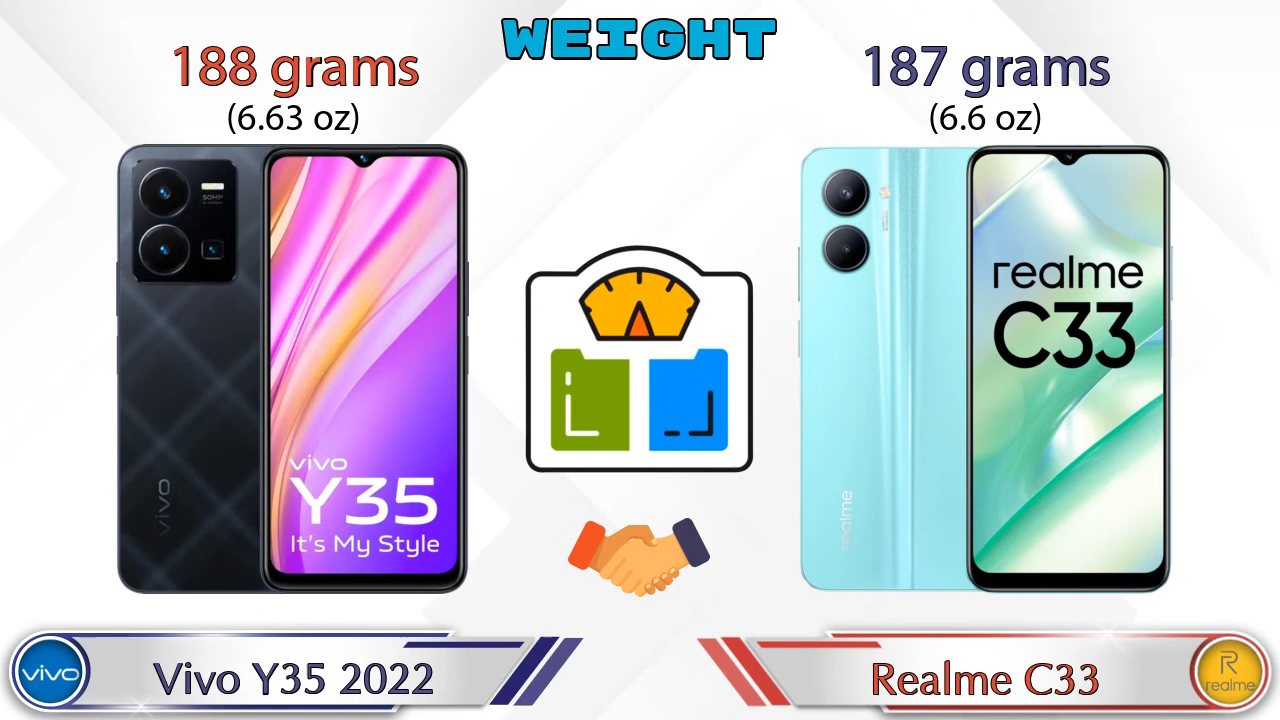 WEIGHT
188 grams
(6.63 oz)
187 grams
(6.6 oz)
50MP
vivo
vivo
Y35
It's My Style
realme
realme
C33
vivo
Vivo Y35 2022
Realme C33
R
realme